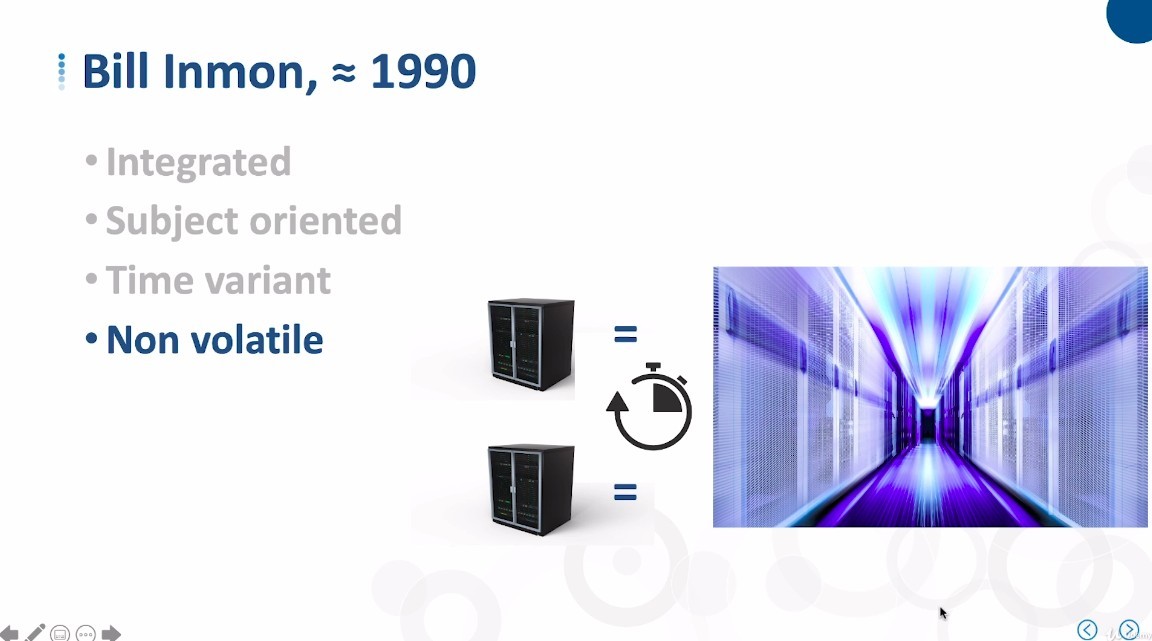 Bill Inmon, ≈ 1990
• Integrated
• Subject oriented
• Time variant
• Non volatile
=
=